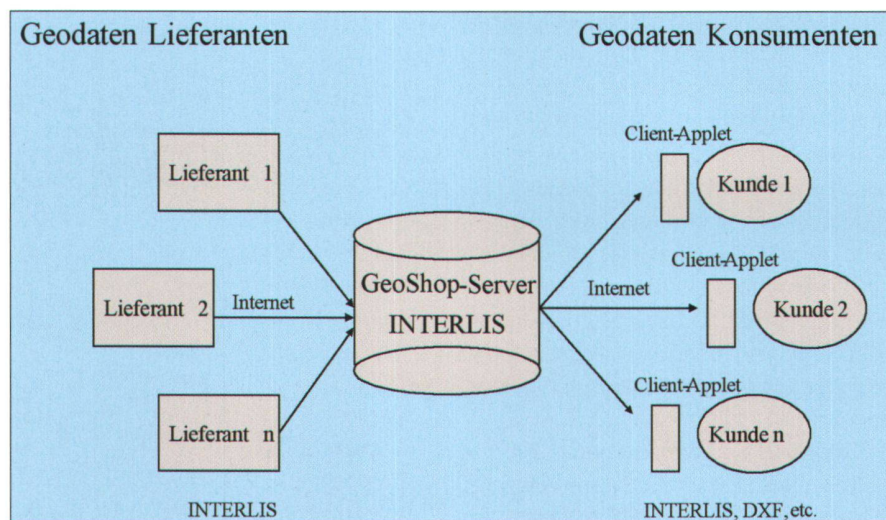 Geodaten Lieferanten
Geodaten Konsumenten
Lieferant 1
Client-Applet
Kunde 1
Lieferant 2
Internet
GeoShop-Server
INTERLIS
Internet
Client-Applet
Kunde 2
Lieferant n
Client-Applet
Kunde n
INTERLIS
INTERLIS, DXF, etc.